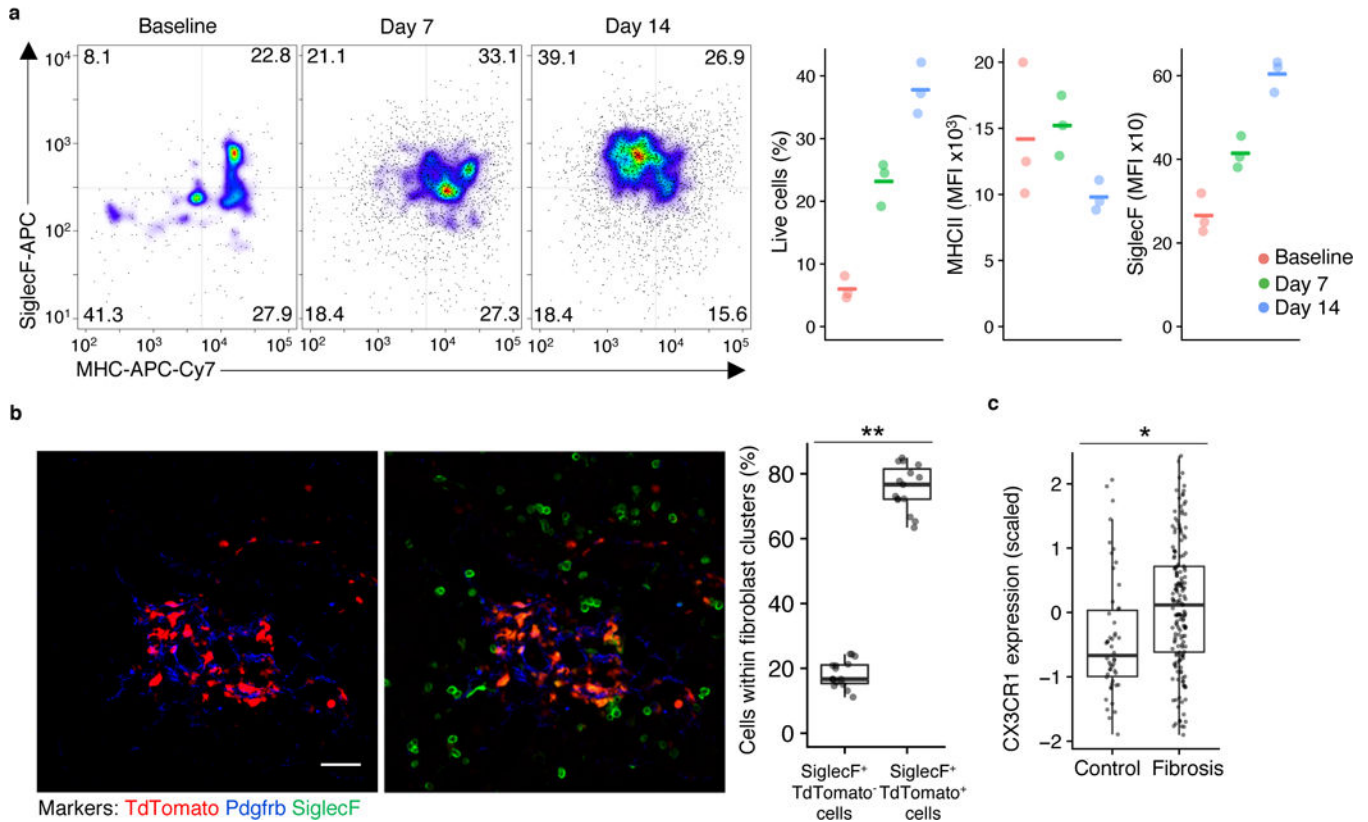 a
Baseline
Day 7
Day 14
8.1 22.8
21.1 33.1
39.1 26.9
41.3 27.9
18.4 27.3
18.4 15.6
SiglecF-APC
10⁴
10³
10²
10¹
10² 10³ 10⁴ 10⁵
10² 10³ 10⁴ 10⁵
10² 10³ 10⁴ 10⁵
MHC-APC-Cy7
Live cells (%)
40
30
20
10
0
MHCII (MFI x10³)
20
15
10
5
0
SiglecF (MFI x10)
60
40
20
0
Baseline
Day 7
Day 14
b
Markers: TdTomato Pdgfrb SiglecF
Cells within fibroblast clusters (%)
**
80
60
40
20
0
SiglecF⁺
TdTomato⁻
cells
SiglecF⁺
TdTomato⁺
cells
c
*
CX3CR1 expression (scaled)
2
1
0
−1
−2
Control Fibrosis